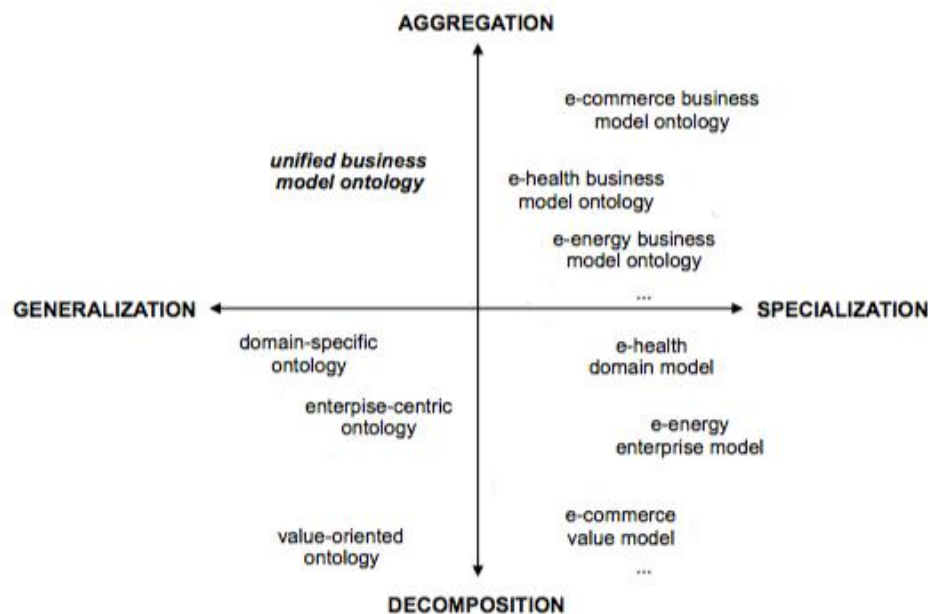 AGGREGATION
e-commerce business
model ontology
unified business
model ontology
e-health business
model ontology
e-energy business
model ontology
...
GENERALIZATION
SPECIALIZATION
domain-specific
ontology
e-health
domain model
enterpise-centric
ontology
e-energy
enterprise model
value-oriented
ontology
e-commerce
value model
...
DECOMPOSITION